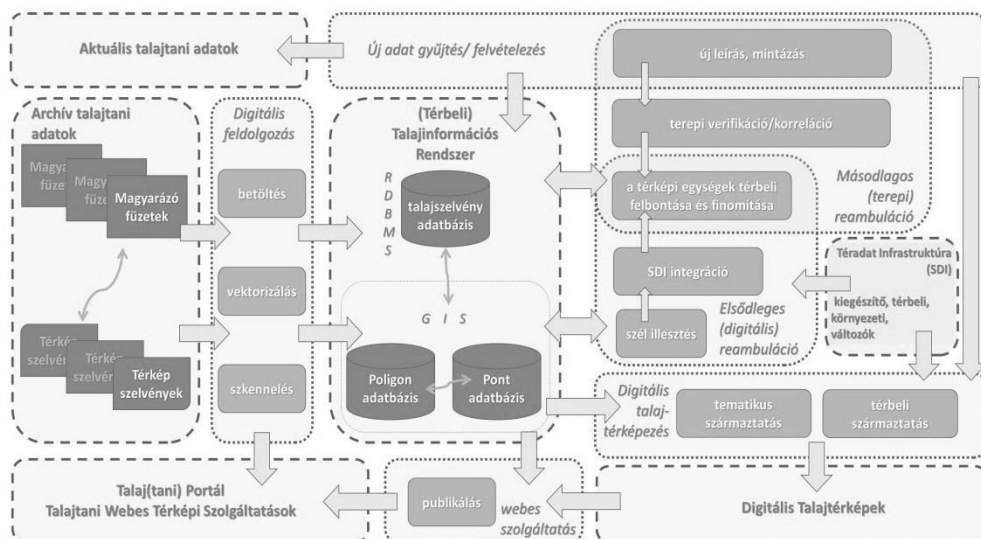 Aktuális talajtani adatok
Új adat gyűjtés/ felvételezés
új leírás, mintázás
terepi verifikáció/korreláció
a térképi egységek térbeli
felbontása és finomítása
Másodlagos
(terepi)
reambuláció
SDI integráció
szél illesztés
Elsődleges
(digitális)
reambuláció
Téradat Infrastruktúra
(SDI)
kiegészítő, térbeli,
környezeti,
változók
Archív talajtani
adatok
Magyarázó
füzetek
Térkép
szelvények
Digitális
feldolgozás
betöltés
vektorizálás
szkennelés
(Térbeli)
Talajinformációs
Rendszer
R
D
B
M
S
talajszelvény
adatbázis
G I S
Poligon
adatbázis
Pont
adatbázis
Digitális
talaj-
térképezés
tematikus
származtatás
térbeli
származtatás
Talaj(tani) Portál
Talajtani Webes Térképi Szolgáltatások
publikálás
webes
szolgáltatás
Digitális Talajtérképek